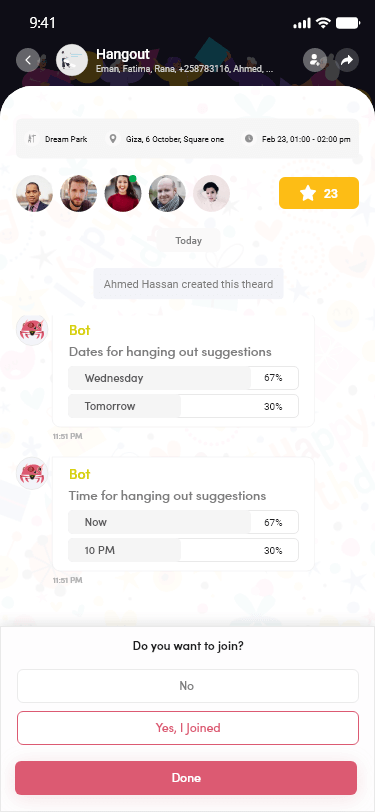 9:41
Hangout
Eman, Fatima, Rana, +258783116, Ahmed, ...
Dream Park
Giza, 6 October, Square one
Feb 23, 01:00 - 02:00 pm
23
Today
Ahmed Hassan created this theard
Bot
Dates for hanging out suggestions
Wednesday 67%
Tomorrow 30%
11:51 PM
Bot
Time for hanging out suggestions
Now 67%
10 PM 30%
11:51 PM
Do you want to join?
No
Yes, I Joined
Done